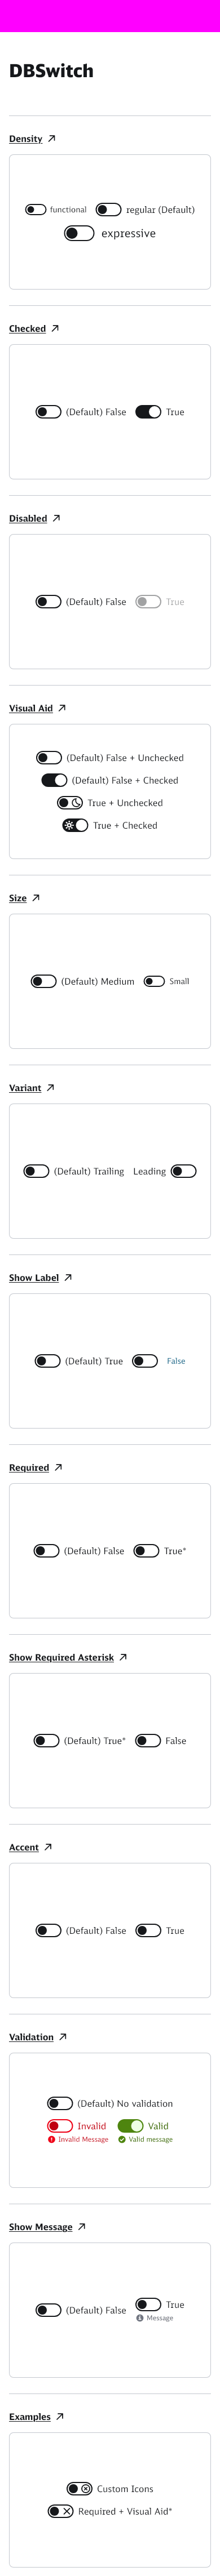 DBSwitch
Density
functional
regular (Default)
expressive
Checked
(Default) False
True
Disabled
(Default) False
True
Visual Aid
(Default) False + Unchecked
(Default) False + Checked
True + Unchecked
True + Checked
Size
(Default) Medium
Small
Variant
(Default) Trailing
Leading
Show Label
(Default) True
False
Required
(Default) False
True*
Show Required Asterisk
(Default) True*
False
Accent
(Default) False
True
Validation
(Default) No validation
Invalid
Invalid Message
Valid
Valid message
Show Message
(Default) False
True
Message
Examples
Custom Icons
Required + Visual Aid*